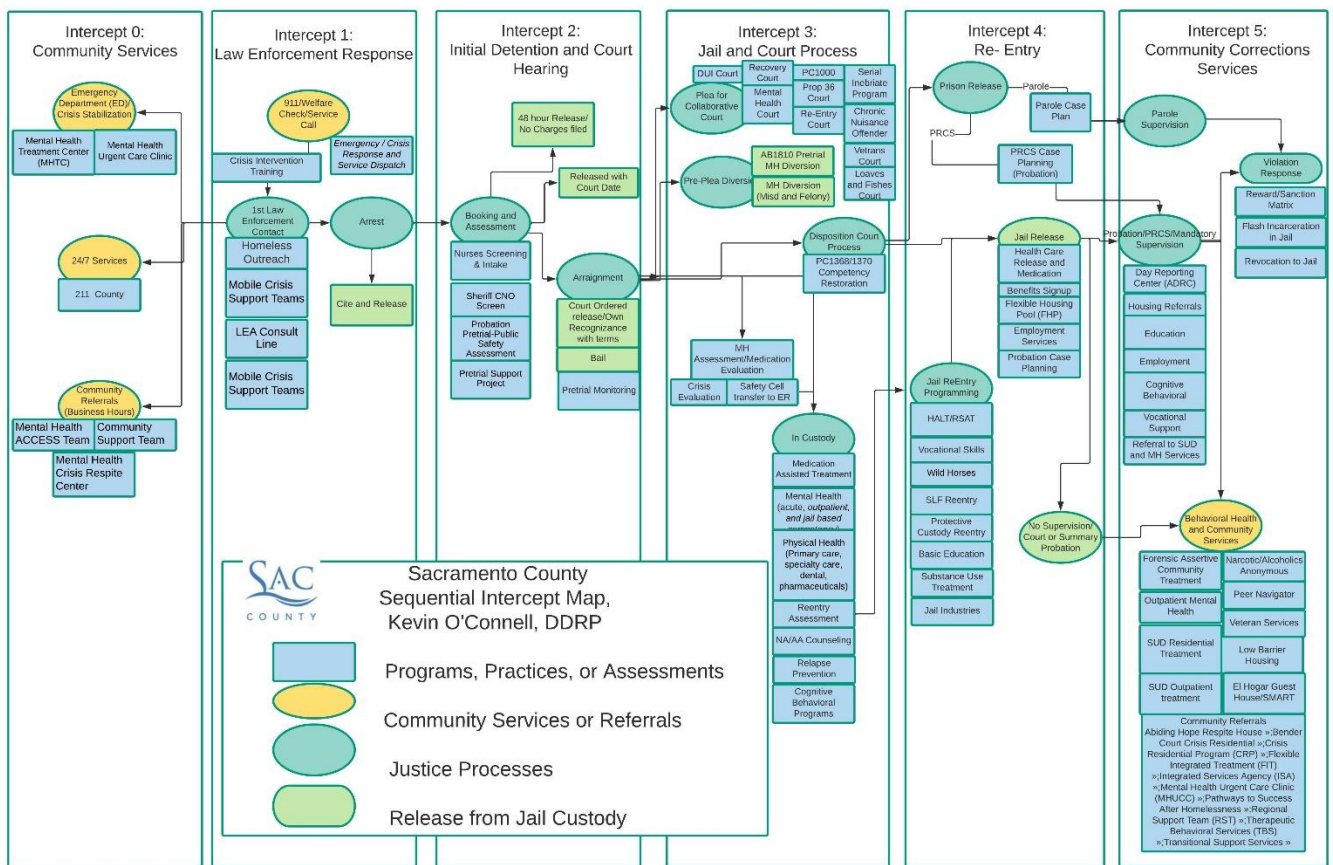 Intercept 0:
Community Services
Emergency
Department (ED)/
Crisis Stabilization
Mental Health
Treatment Center
(MHTC)
Mental Health
Urgent Care Clinic
24/7 Services
211 County
Community
Referrals
(Business Hours)
Mental Health
ACCESS Team
Community
Support Team
Mental Health
Crisis Respite
Center
Intercept 1:
Law Enforcement Response
911/Welfare
Check/Service
Call
Emergency / Crisis
Response and
Service Dispatch
Crisis Intervention
Training
1st Law
Enforcement
Contact
Homeless
Outreach
Mobile Crisis
Support Teams
LEA Consult
Line
Mobile Crisis
Support Teams
Arrest
Cite and Release
Intercept 2:
Initial Detention and Court
Hearing
48 hour Release/
No Charges filed
Released with
Court Date
Booking and
Assessment
Nurses Screening
& Intake
Sheriff CNO
Screen
Probation
Pretrial-Public
Safety
Assessment
Pretrial Support
Project
Arraignment
Court Ordered
release/Own
Recognizance
with terms
Bail
Pretrial Monitoring
Intercept 3:
Jail and Court Process
DUI Court
Recovery
Court
PC1000
Serial
Inebriate
Program
Plea for
Collaborative
Court
Mental
Health
Court
Prop 36
Court
Re-Entry
Court
Chronic
Nuisance
Offender
Vetrans
Court
Loaves
and Fishes
Court
Pre-Plea Diversion
AB1810 Pretrial
MH Diversion
MH Diversion
(Misd and Felony)
Disposition Court
Process
PC1368/1370
Competency
Restoration
MH
Assessment/Medication
Evaluation
Crisis
Evaluation
Safety Cell
transfer to ER
In Custody
Medication
Assisted Treatment
Mental Health
(acute, outpatient,
and jail based
Physical Health
(Primary care,
specialty care,
dental,
pharmaceuticals)
Reentry
Assessment
NA/AA Counseling
Relapse
Prevention
Cognitive
Behavioral
Programs
Intercept 4:
Re- Entry
Prison Release
Parole
Parole Case
Plan
PRCS
PRCS Case
Planning
(Probation)
Jail Release
Health Care
Release and
Medication
Benefits Signup
Flexible Housing
Pool (FHP)
Employment
Services
Probation Case
Planning
Jail ReEntry
Programming
HALT/RSAT
Vocational Skills
Wild Horses
SLF Reentry
Protective
Custody Reentry
Basic Education
Substance Use
Treatment
Jail Industries
No Supervision/
Court or Summary
Probation
Intercept 5:
Community Corrections
Services
Parole
Supervision
Violation
Response
Reward/Sanction
Matrix
Flash Incarceration
in Jail
Revocation to Jail
Probation/PRCS/Mandatory
Supervision
Day Reporting
Center (ADRC)
Housing Referrals
Education
Employment
Cognitive
Behavioral
Vocational
Support
Referral to SUD
and MH Services
Behavioral Health
and Community
Services
Forensic Assertive
Community
Treatment
Narcotic/Alcoholics
Anonymous
Outpatient Mental
Health
Peer Navigator
Veteran Services
SUD Residential
Treatment
Low Barrier
Housing
SUD Outpatient
treatment
El Hogar Guest
House/SMART
Community Referrals
Abiding Hope Respite House »;Bender
Court Crisis Residential »;Crisis
Residential Program (CRP) »;Flexible
Integrated Treatment (FIT)
»;Integrated Services Agency (ISA)
»;Mental Health Urgent Care Clinic
(MHUCC) »;Pathways to Success
After Homelessness »;Regional
Support Team (RST) »;Therapeutic
Behavioral Services (TBS)
»;Transitional Support Services »
SAC
COUNTY
Sacramento County
Sequential Intercept Map,
Kevin O'Connell, DDRP
Programs, Practices, or Assessments
Community Services or Referrals
Justice Processes
Release from Jail Custody